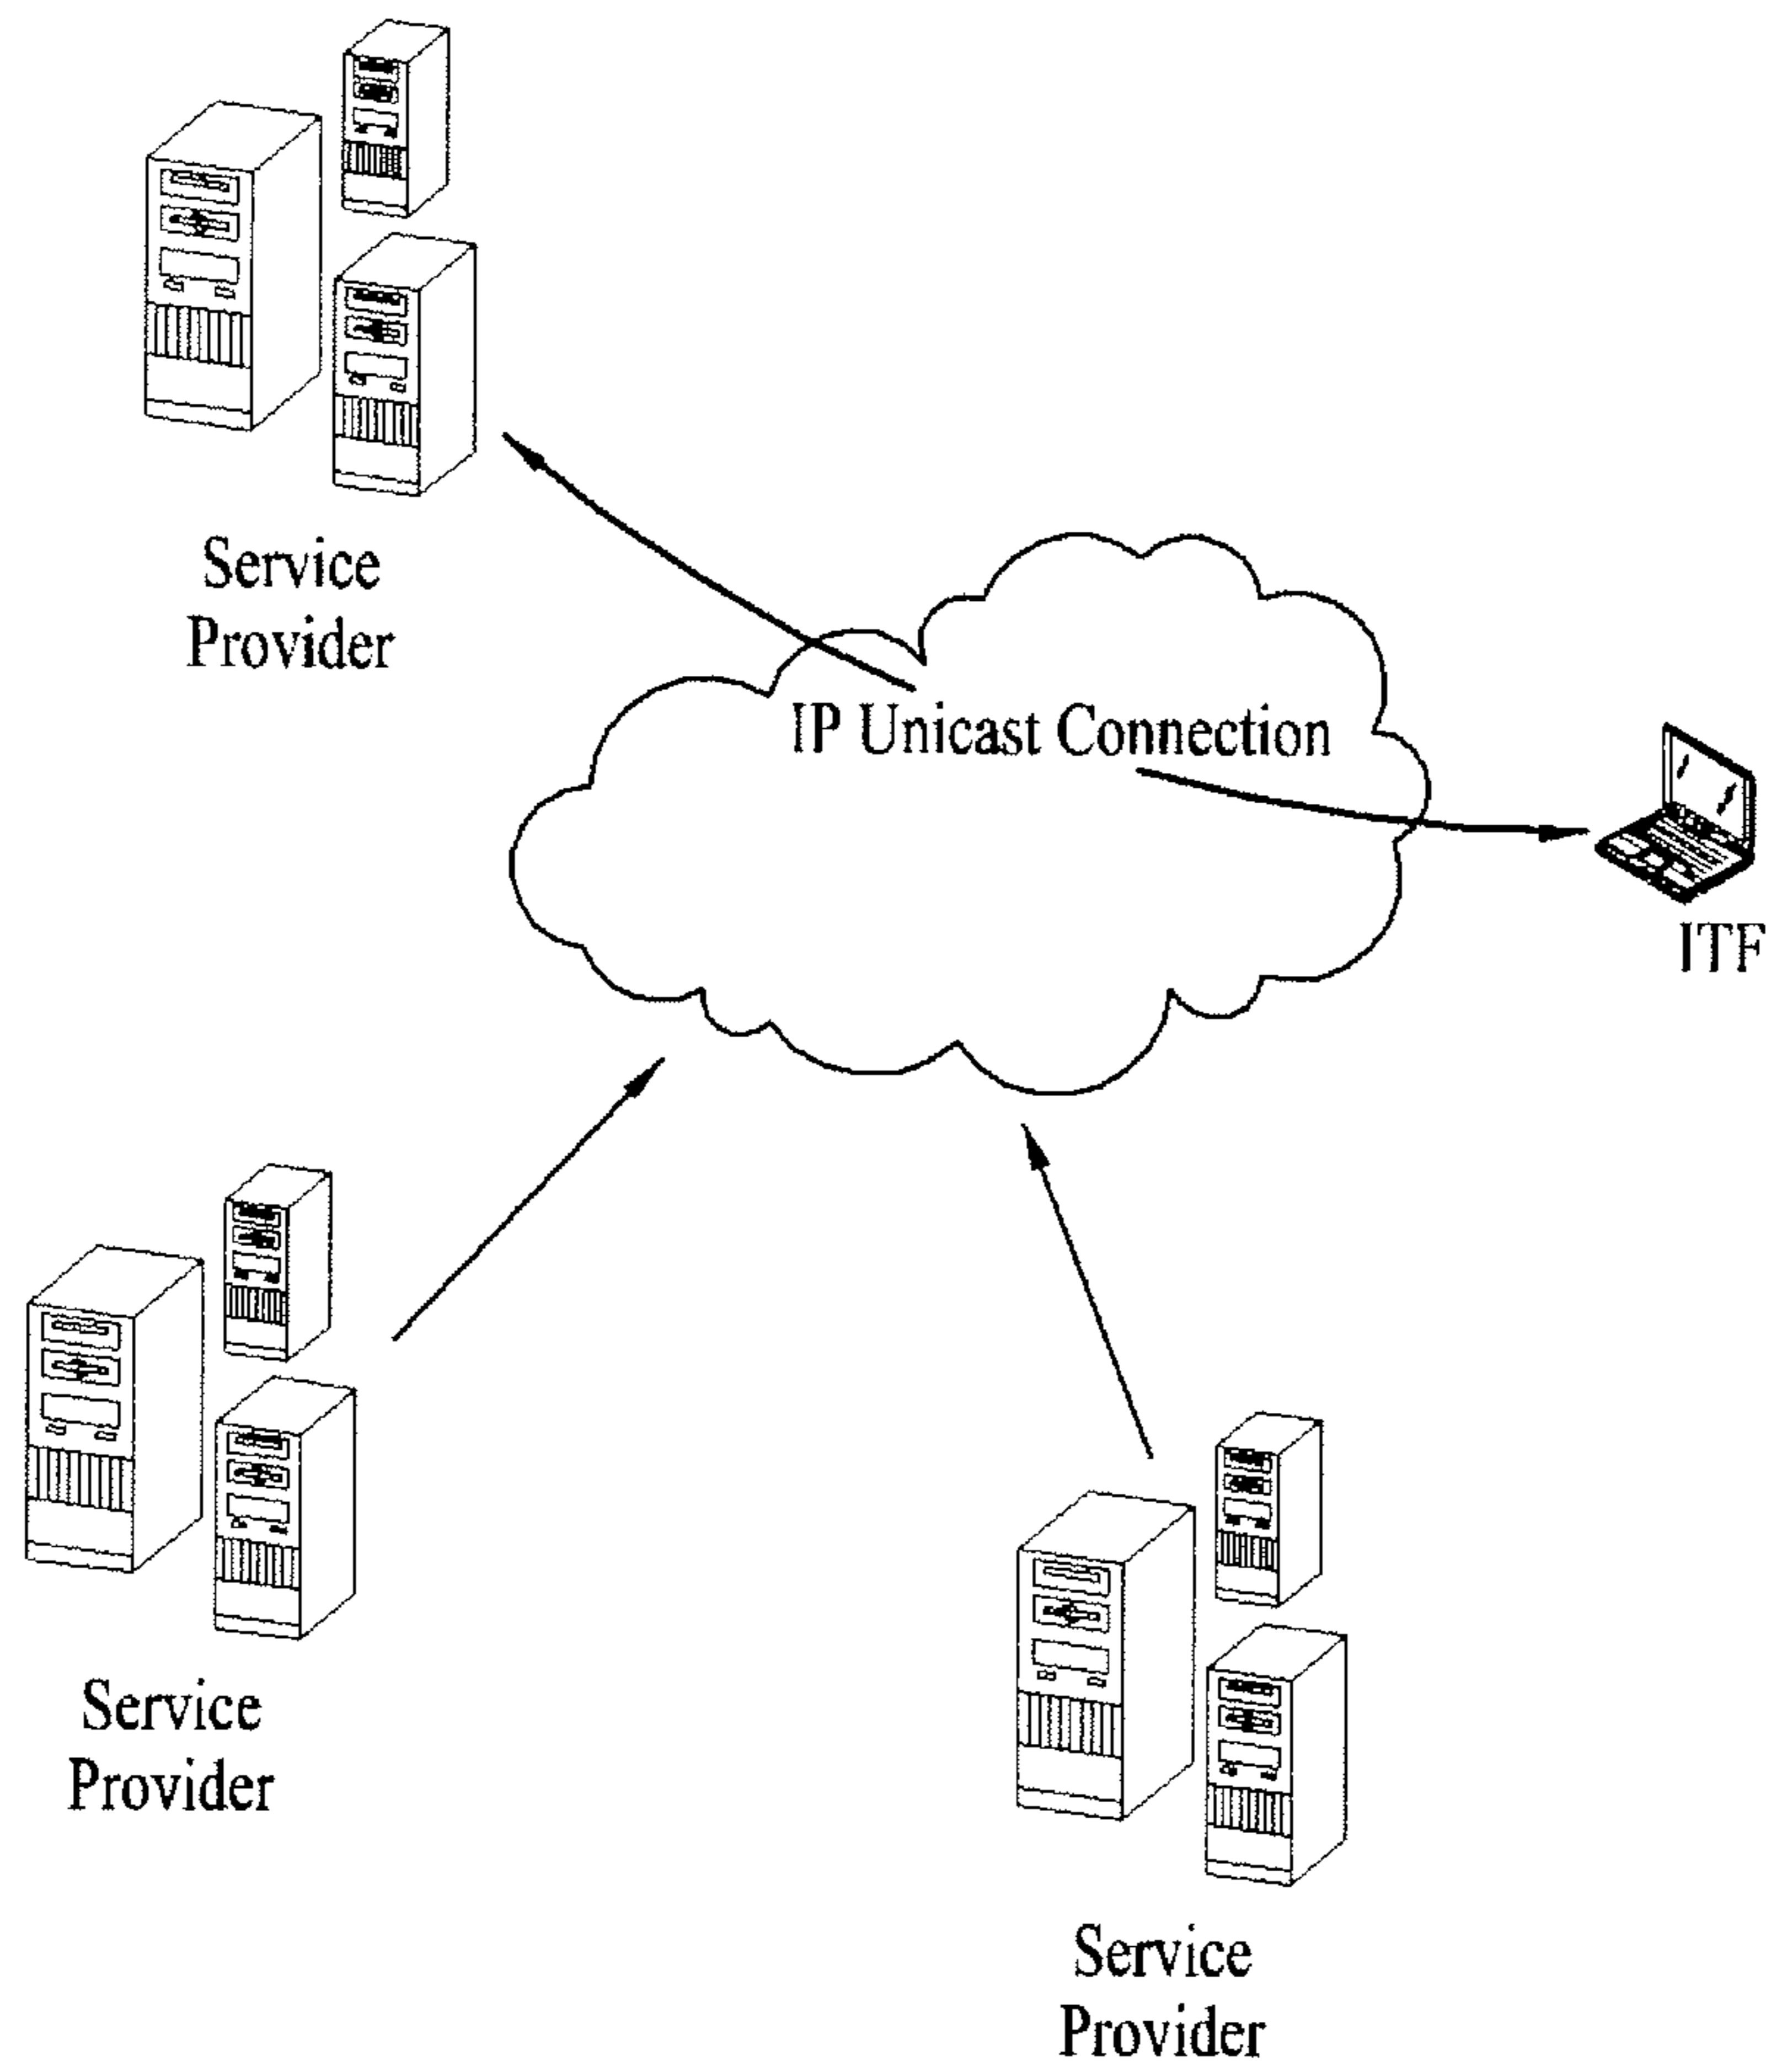 Service
Provider
IP Unicast Connection
ITF
Service
Provider
Service
Provider